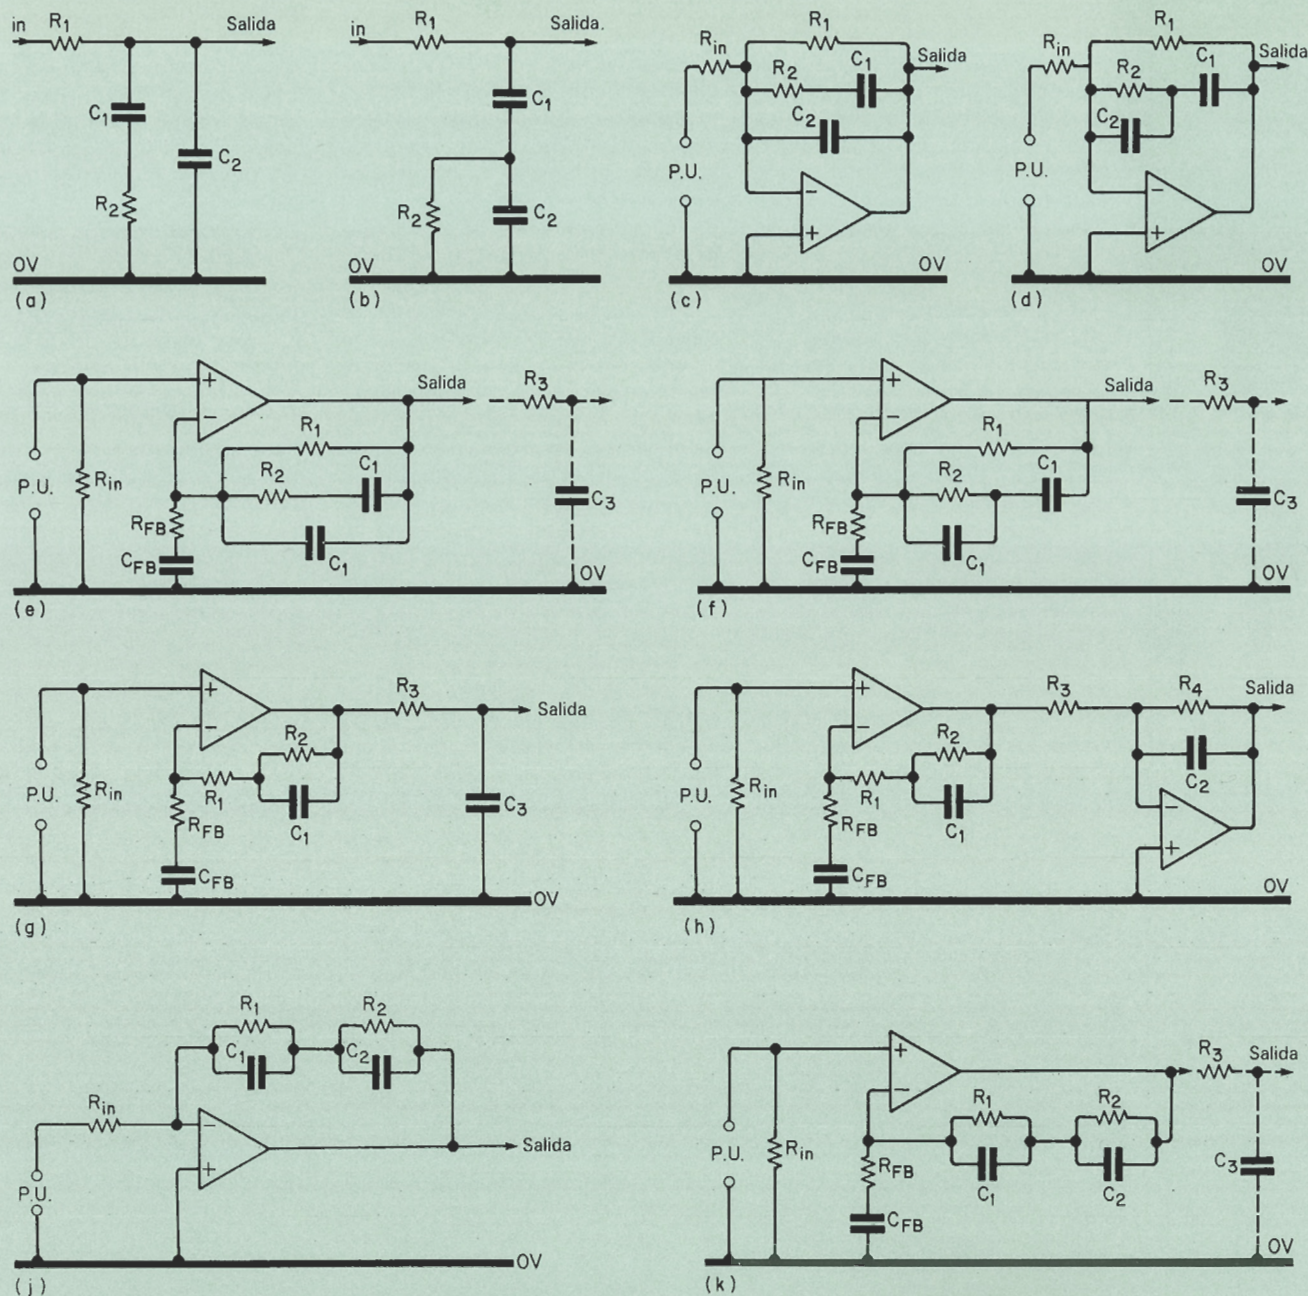 in R1 Salida
C1
C2
R2
OV
(a)
in R1 Salida.
C1
R2 C2
OV
(b)
Rin R1
R2 C1 Salida
C2
P.U.
−
+
OV
(c)
Rin R1
R2 C1 Salida
C2
P.U.
−
+
OV
(d)
+
−
Salida R3
R1
P.U. Rin R2 C1
C3
RFB
C1
CFB
OV
(e)
+
−
Salida R3
R1
P.U. Rin R2 C1
C3
RFB
C1
CFB
OV
(f)
+
−
R3 Salida
R2
P.U. Rin R1 C1
C3
RFB
CFB
OV
(g)
+
−
R3 R4 Salida
R2
C2
P.U. Rin R1 C1
RFB
−
+
CFB
OV
(h)
R1 R2
C1 C2
Rin
−
+
Salida
P.U.
OV
(j)
+
−
R3 Salida
R1 R2
P.U. Rin RFB
C1 C2
C3
CFB
OV
(k)